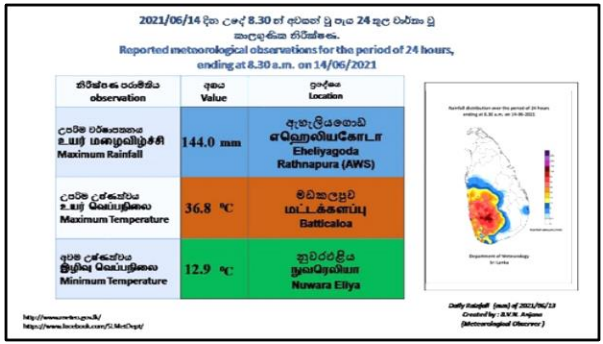 2021/06/14 දින උදේ 8.30 න් අවසන් වූ පැය 24 තුල වාර්තා වූ
කාලගුණික නිරීක්ෂණ.
Reported meteorological observations for the period of 24 hours,
ending at 8.30 a.m. on 14/06/2021
නිරීක්ෂණ පරාමිතිය
observation
අගය
Value
ප්‍රදේශය
Location
උපරිම වර්ෂාපතනය
உயர் மழைவீழ்ச்சி
Maximum Rainfall
144.0 mm
ඇහැලියගොඩ
எஹெலியகோடா
Eheliyagoda
Rathnapura (AWS)
උපරිම උෂ්ණත්වය
உயர் வெப்பநிலை
Maximum Temperature
36.8 ⁰C
මඩකලපුව
மட்டக்களப்பு
Batticaloa
අවම උෂ්ණත්වය
இழிவு வெப்பநிலை
Minimum Temperature
12.9 ⁰C
නුවරඑළිය
நுவரெலியா
Nuwara Eliya
Rainfall distribution over the period of 24 hours
ending at 8.30 a.m. on 14-06-2021
Department of Meteorology
Sri Lanka
http://www.meteo.gov.lk/
https://www.facebook.com/SLMetDept/
Daily Rainfall (mm) of 2021/06/13
Created by : B.V.N. Anjana
(Meteorological Observer)